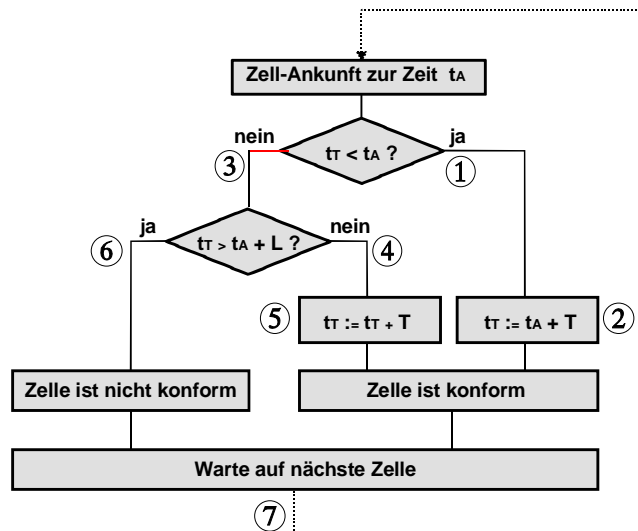 Zell-Ankunft zur Zeit tA
nein
ja
③
tT < tA ?
①
ja
nein
⑥
tT > tA + L ?
④
⑤
tT := tT + T
tT := tA + T
②
Zelle ist nicht konform
Zelle ist konform
Warte auf nächste Zelle
⑦